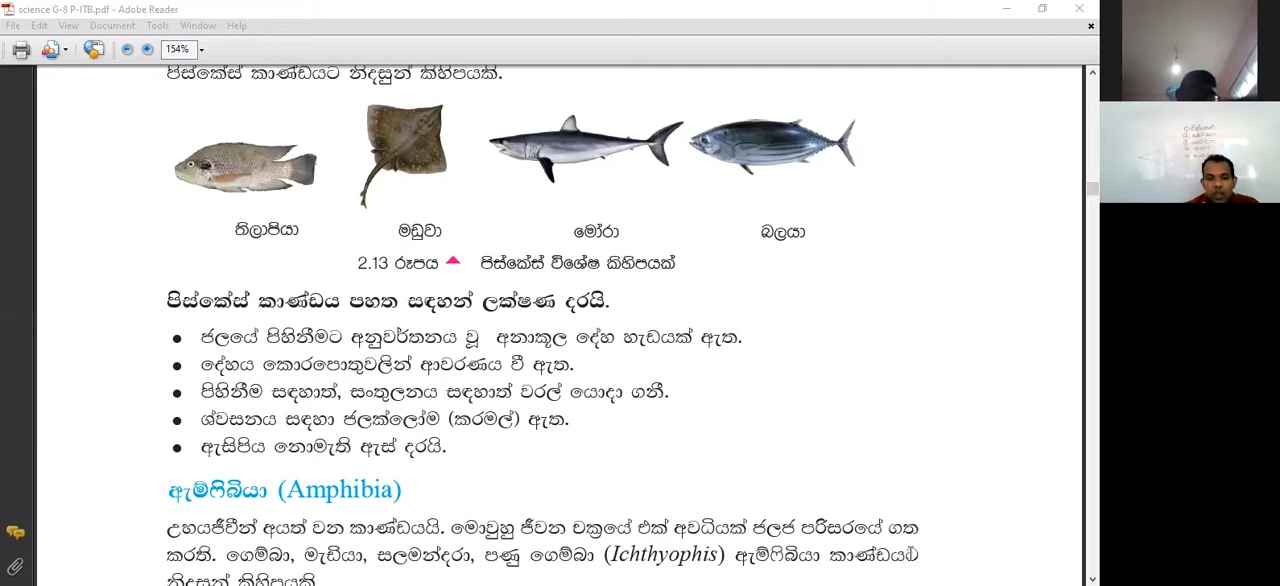 science G-8 P-ITB.pdf - Adobe Reader
File Edit View Document Tools Window Help
154%
පිස්කේස් කාණ්ඩයට නිදසුන් කිහිපයකි.
තිලාපියා මඩුවා මෝරා බලයා
2.13 රූපය පිස්කේස් විශේෂ කිහිපයක්
පිස්කේස් කාණ්ඩය පහත සඳහන් ලක්ෂණ දරයි.
• ජලයේ පිහිනීමට අනුවර්තනය වූ අනාකූල දේහ හැඩයක් ඇත.
• දේහය කොරපොතුවලින් ආවරණය වී ඇත.
• පිහිනීම සඳහාත්, සංතුලනය සඳහාත් වරල් යොදා ගනී.
• ශ්වසනය සඳහා ජලක්ලෝම (කරමල්) ඇත.
• ඇසිපිය නොමැති ඇස් දරයි.
ඇම්ෆිබියා (Amphibia)
උභයජීවීන් අයත් වන කාණ්ඩයයි. මොවුහු ජීවන චක්‍රයේ එක් අවධියක් ජලජ පරිසරයේ ගත
කරති. ගෙම්බා, මැඩියා, සලමන්දරා, පණු ගෙම්බා (Ichthyophis) ඇම්ෆිබියා කාණ්ඩයට
නිදසුන් කිහිපයකි